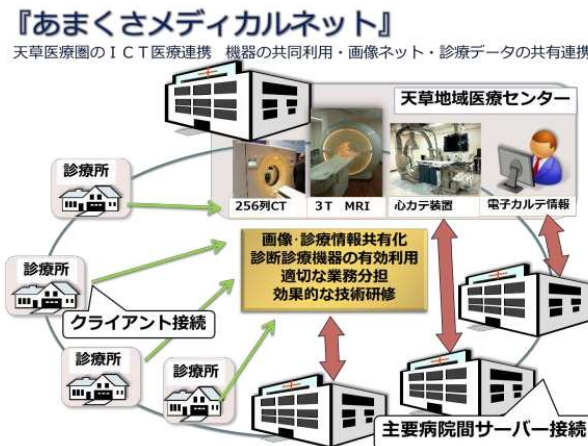 『あまくさメディカルネット』
天草医療圏のＩＣＴ医療連携　機器の共同利用・画像ネット・診療データの共有連携
天草地域医療センター
256列CT
3T　MRI
心カテ装置
電子カルテ情報
診療所
診療所
クライアント接続
診療所
診療所
画像・診療情報共有化
診断診療機器の有効利用
適切な業務分担
効果的な技術研修
主要病院間サーバー接続